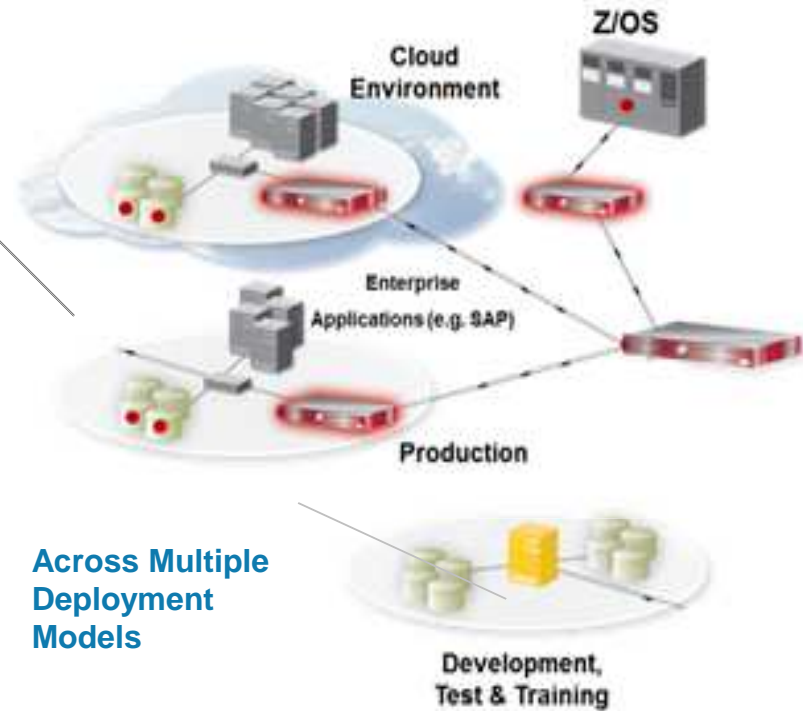 Z/OS
Cloud
Environment
Enterprise
Applications (e.g. SAP)
Production
Across Multiple
Deployment
Models
Development,
Test & Training